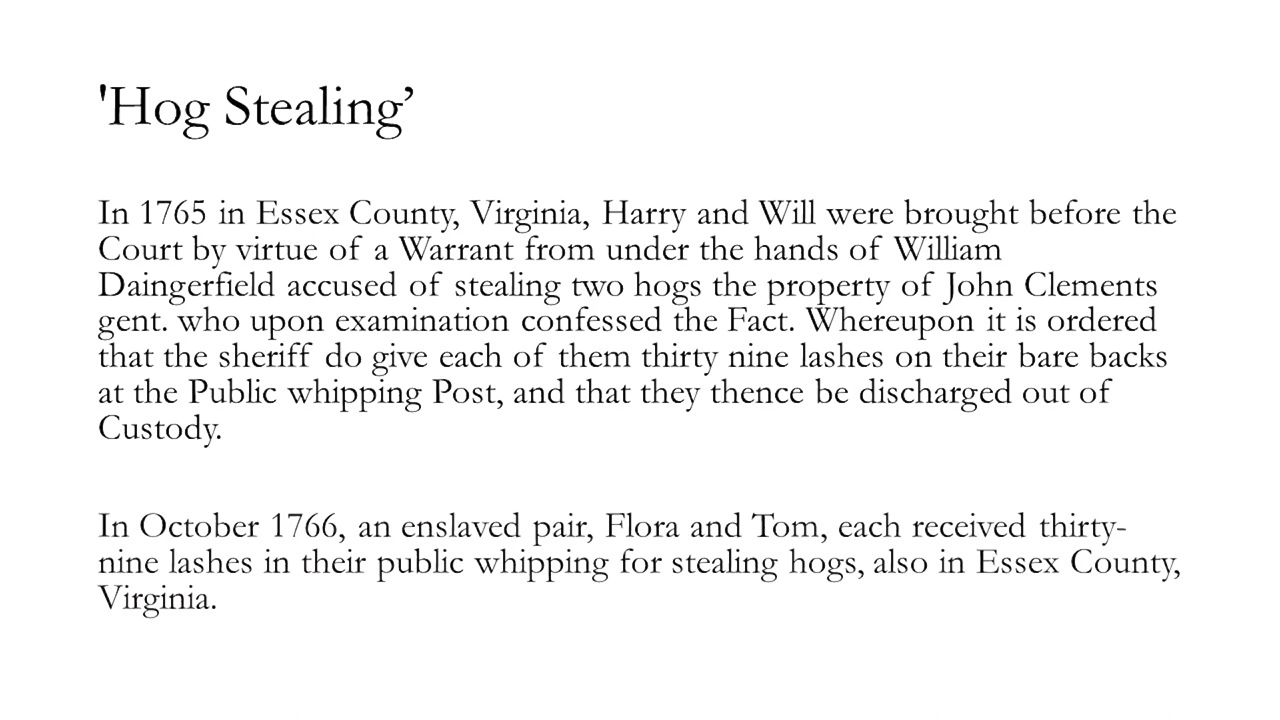 'Hog Stealing’
In 1765 in Essex County, Virginia, Harry and Will were brought before the
Court by virtue of a Warrant from under the hands of William
Daingerfield accused of stealing two hogs the property of John Clements
gent. who upon examination confessed the Fact. Whereupon it is ordered
that the sheriff do give each of them thirty nine lashes on their bare backs
at the Public whipping Post, and that they thence be discharged out of
Custody.
In October 1766, an enslaved pair, Flora and Tom, each received thirty-
nine lashes in their public whipping for stealing hogs, also in Essex County,
Virginia.